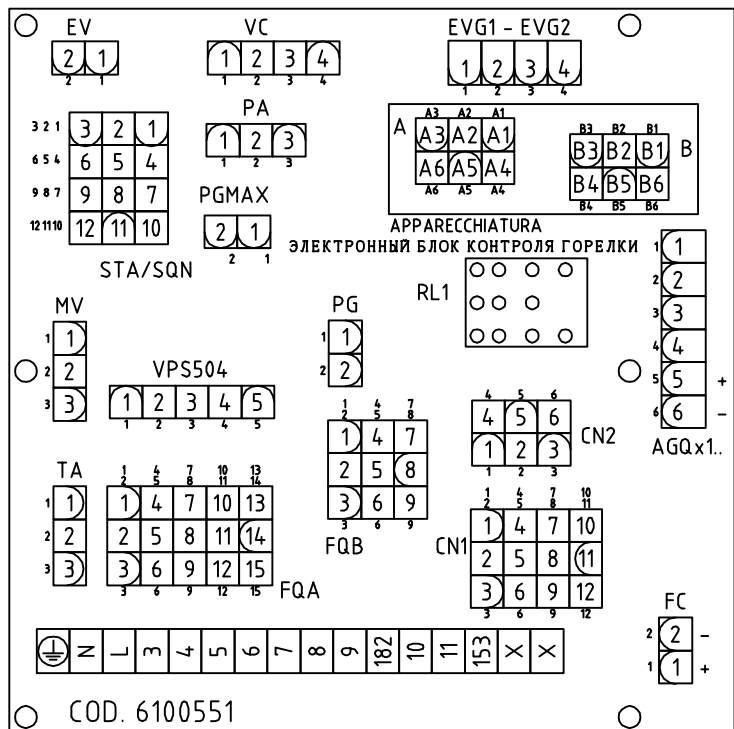 EV VC EVG1 - EVG2
2 1 1 2 3 4 1 2 3 4
2 1 1 2 3 4 1 2 3 4
PA
1 2 3
1 2 3
3 2 1 3 2 1
6 5 4 6 5 4
9 8 7 9 8 7
12 11 10 12 11 10
STA/SQN
PGMAX
2 1
2 1
A B
A3 A2 A1
A3 A2 A1
A6 A5 A4
A6 A5 A4
B3 B2 B1
B3 B2 B1
B4 B5 B6
B4 B5 B6
APPARECCHIATURA
ЭЛЕКТРОННЫЙ БЛОК КОНТРОЛЯ ГОРЕЛКИ
RL1
1 1
2 2
3 3
4 4
5 5 +
6 6 -
AGQx1..
MV
1 1
2 2
3 3
VPS504
1 2 3 4 5
1 2 3 4 5
PG
1 1
2 2
4 5 6
4 5 6
1 2 3
1 2 3
CN2
TA
1 1
2 2
3 3
1 4 7 10 13
2 5 8 11 14
1 4 7 10 13
2 5 8 11 14
3 6 9 12 15
3 6 9 12 15
FQA
1 4 7
2 5 8
1 4 7
2 5 8
3 6 9
3 6 9
FQB
1 4 7 10
2 5 8 11
1 4 7 10
2 5 8 11
3 6 9 12
3 6 9 12
CN1
FC
2 2 -
1 1 +
N L 3 4 5 6 7 8 9 182 10 11 153 X X
COD. 6100551